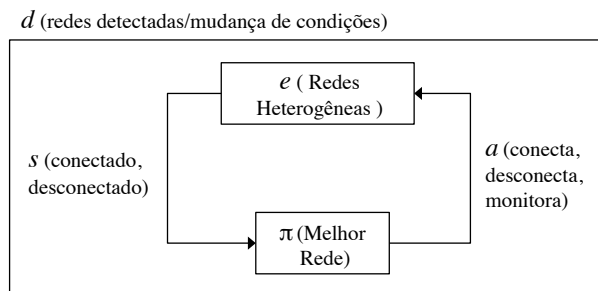 d (redes detectadas/mudança de condições)
e ( Redes
Heterogêneas )
s (conectado,
desconectado)
a (conecta,
desconecta,
monitora)
π (Melhor
Rede)